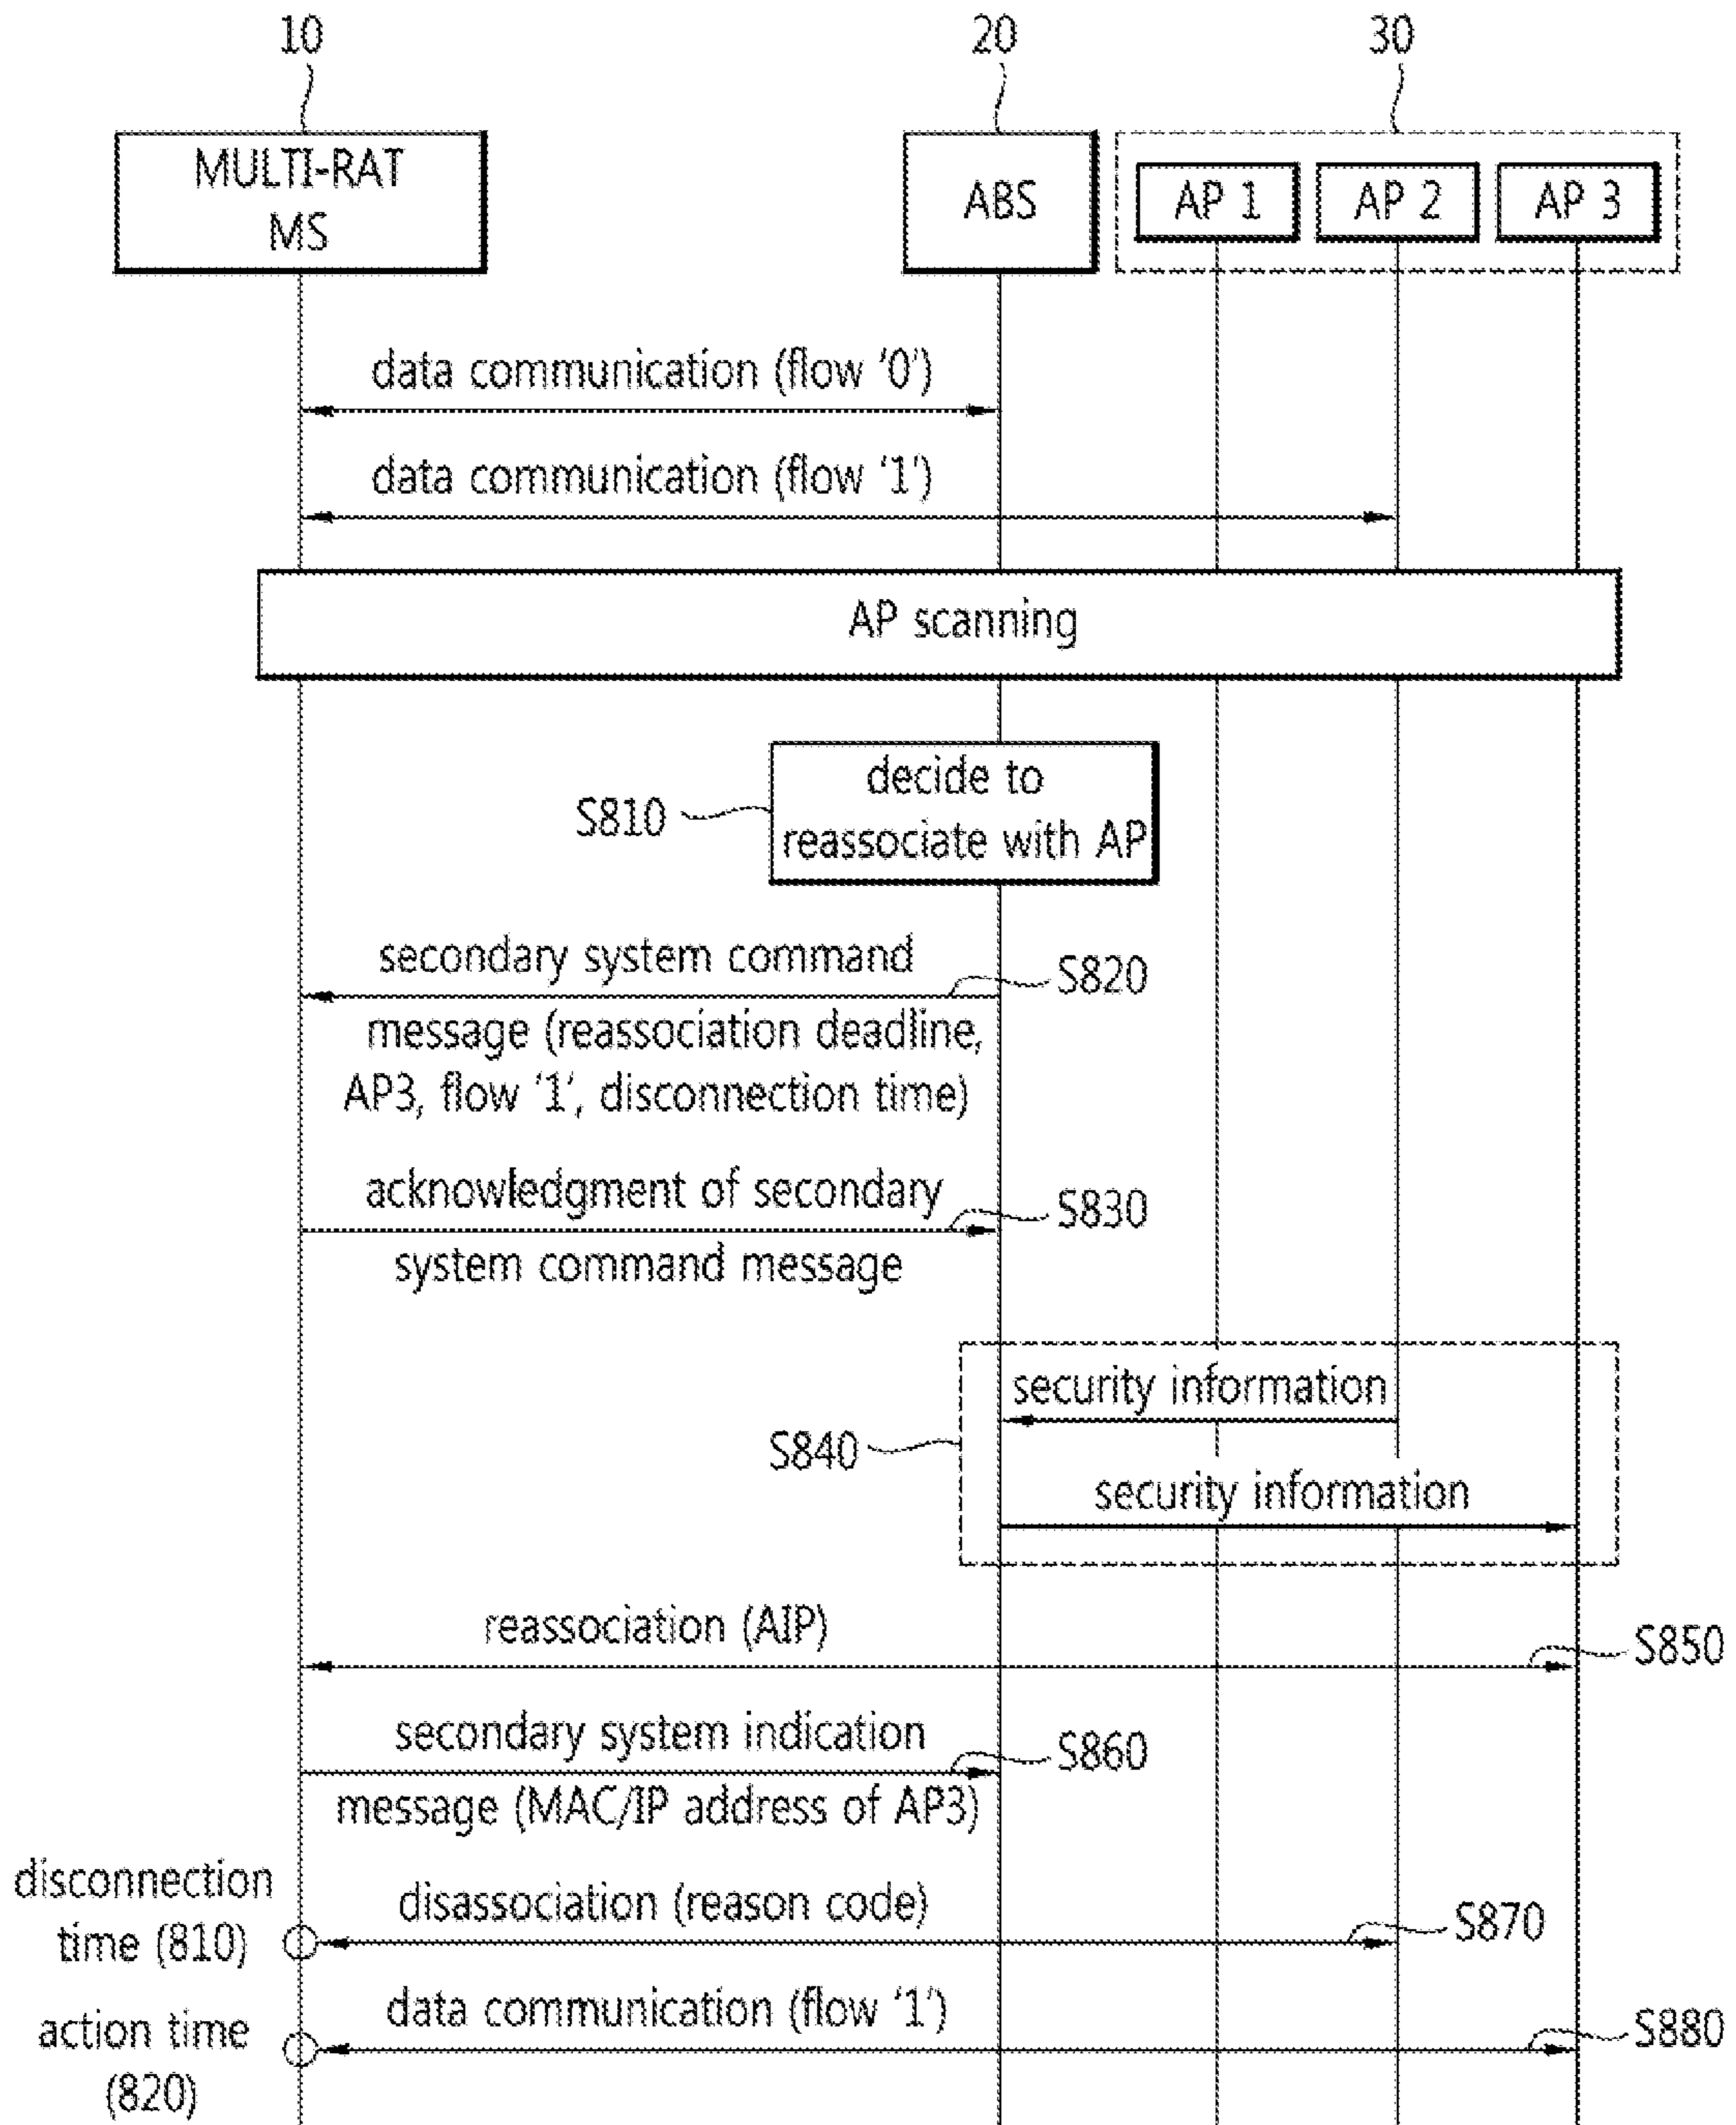 10
20
30
MULTI-RAT
MS
ABS
AP 1
AP 2
AP 3
data communication (flow ‘0’)
data communication (flow ‘1’)
AP scanning
decide to
reassociate with AP
S810
secondary system command
S820
message (reassociation deadline,
AP3, flow ‘1’, disconnection time)
acknowledgment of secondary
S830
system command message
security information
S840
security information
reassociation (AIP)
S850
secondary system indication
S860
message (MAC/IP address of AP3)
disconnection
time (810)
disassociation (reason code)
S870
data communication (flow ‘1’)
action time
(820)
S880